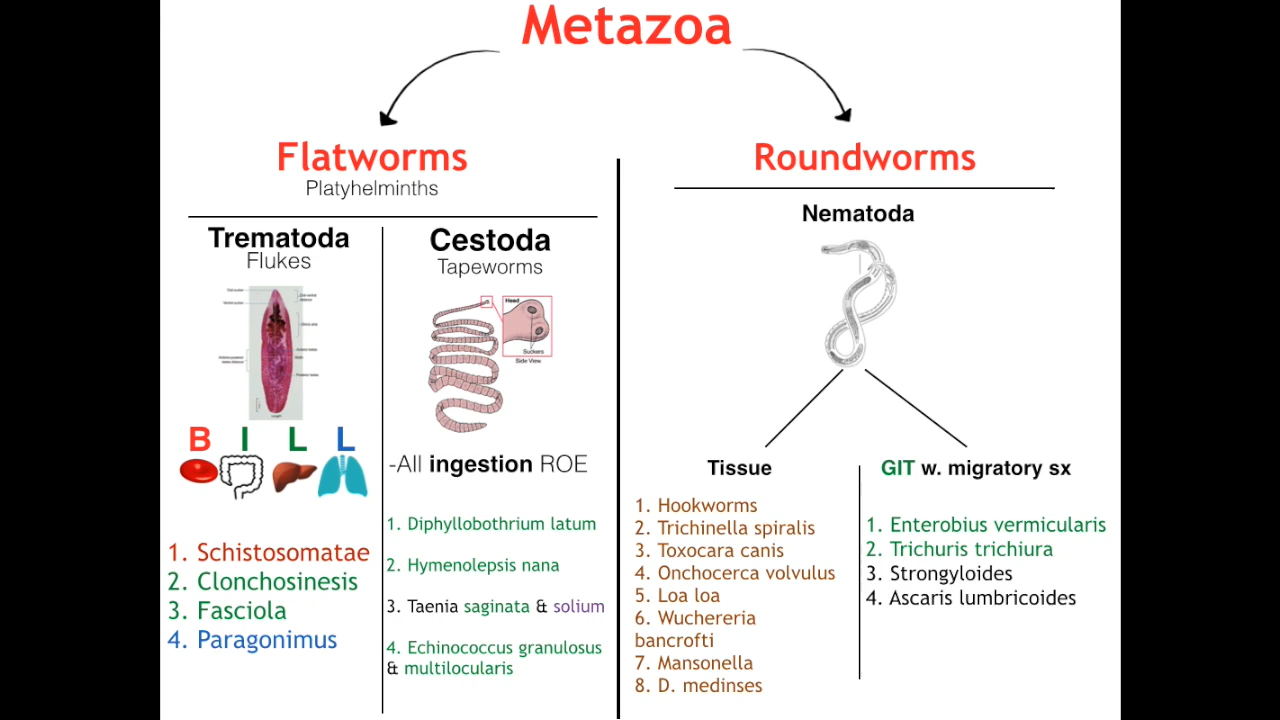 Metazoa
Flatworms
Platyhelminths
Trematoda
Flukes
B I L L
1. Schistosomatae
2. Clonchosinesis
3. Fasciola
4. Paragonimus
Cestoda
Tapeworms
Head
Suckers
Side View
-All ingestion ROE
1. Diphyllobothrium latum
2. Hymenolepsis nana
3. Taenia saginata & solium
4. Echinococcus granulosus
& multilocularis
Roundworms
Nematoda
Tissue
1. Hookworms
2. Trichinella spiralis
3. Toxocara canis
4. Onchocerca volvulus
5. Loa loa
6. Wuchereria
bancrofti
7. Mansonella
8. D. medinses
GIT w. migratory sx
1. Enterobius vermicularis
2. Trichuris trichiura
3. Strongyloides
4. Ascaris lumbricoides